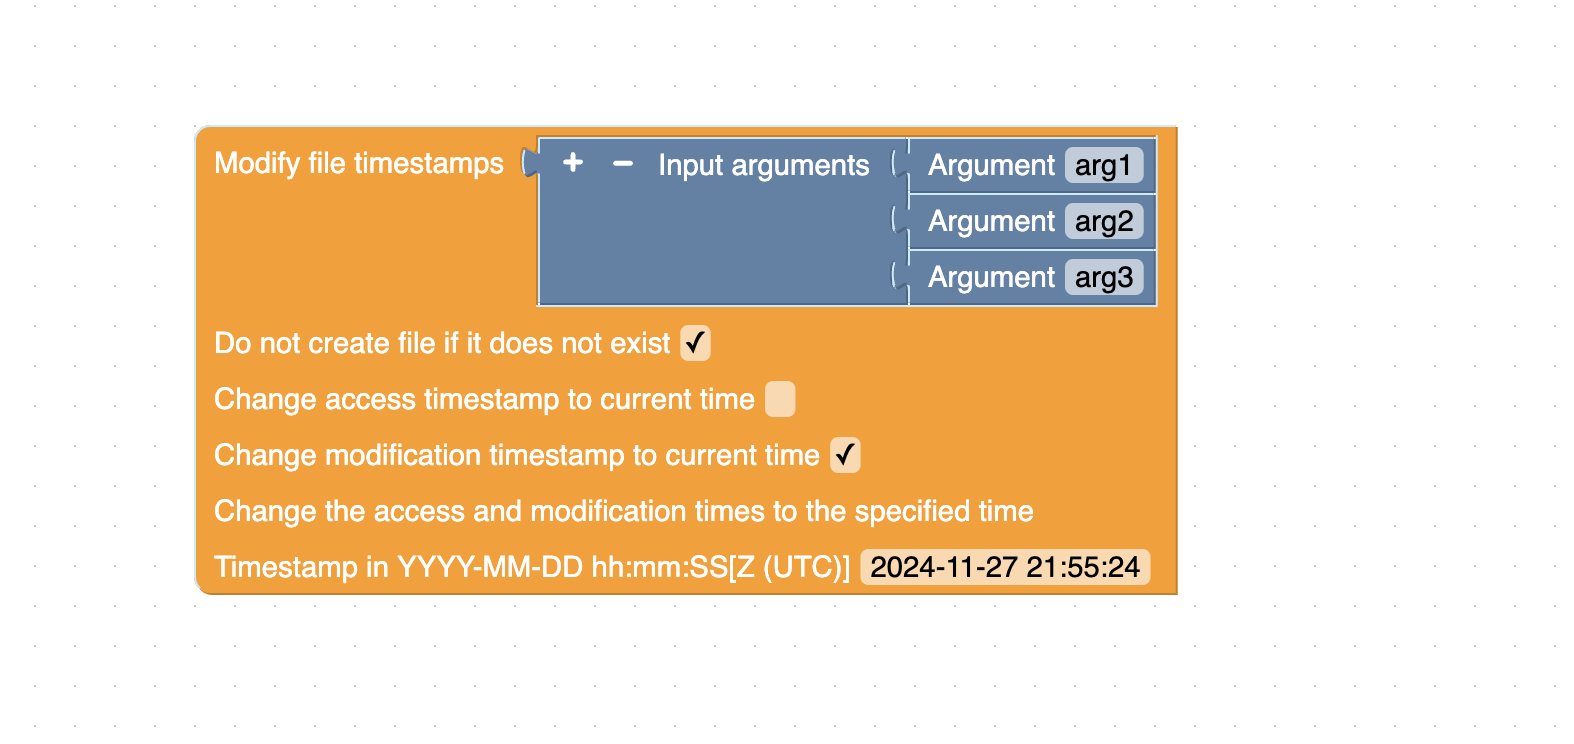 Modify file timestamps + − Input arguments Argument arg1
Argument arg2
Argument arg3
Do not create file if it does not exist ✓
Change access timestamp to current time
Change modification timestamp to current time ✓
Change the access and modification times to the specified time
Timestamp in YYYY-MM-DD hh:mm:SS[Z (UTC)] 2024-11-27 21:55:24